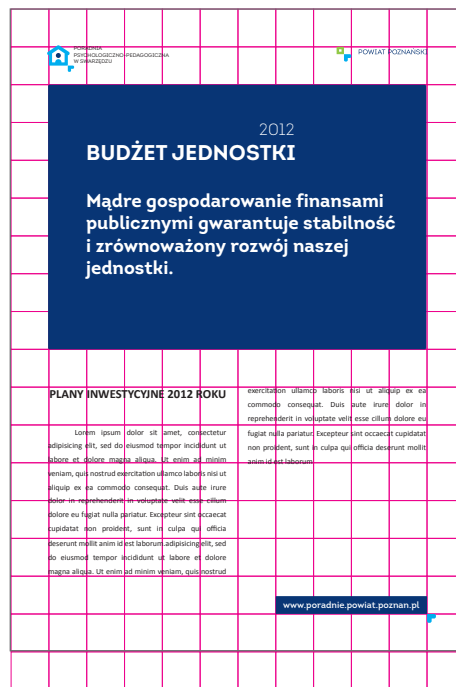 PORADNIA
PSYCHOLOGICZNO-PEDAGOGICZNA
W SWARZĘDZU
POWIAT POZNAŃSKI
2012
BUDŻET JEDNOSTKI
Mądre gospodarowanie finansami
publicznymi gwarantuje stabilność
i zrównoważony rozwój naszej
jednostki.
PLANY INWESTYCYJNE 2012 ROKU
Lorem ipsum dolor sit amet, consectetur
adipisicing elit, sed do eiusmod tempor incididunt ut
labore et dolore magna aliqua. Ut enim ad minim
veniam, quis nostrud exercitation ullamco laboris nisi ut
aliquip ex ea commodo consequat. Duis aute irure
dolor in reprehenderit in voluptate velit esse cillum
dolore eu fugiat nulla pariatur. Excepteur sint occaecat
cupidatat non proident, sunt in culpa qui officia
deserunt mollit anim id est laborum.adipisicing elit, sed
do eiusmod tempor incididunt ut labore et dolore
magna aliqua. Ut enim ad minim veniam, quis nostrud
exercitation ullamco laboris nisi ut aliquip ex ea
commodo consequat. Duis aute irure dolor in
reprehenderit in voluptate velit esse cillum dolore eu
fugiat nulla pariatur. Excepteur sint occaecat cupidatat
non proident, sunt in culpa qui officia deserunt mollit
anim id est laborum
www.poradnie.powiat.poznan.pl